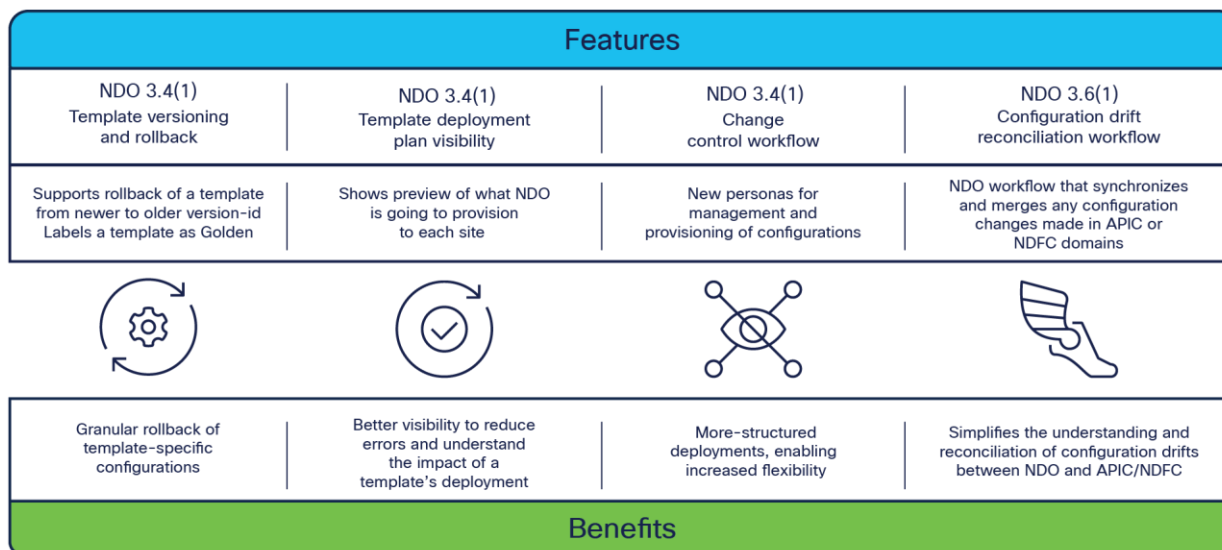 Features
NDO 3.4(1)
Template versioning
and rollback
NDO 3.4(1)
Template deployment
plan visibility
NDO 3.4(1)
Change
control workflow
NDO 3.6(1)
Configuration drift
reconciliation workflow
Supports rollback of a template
from newer to older version-id
Labels a template as Golden
Shows preview of what NDO
is going to provision
to each site
New personas for
management and
provisioning of configurations
NDO workflow that synchronizes
and merges any configuration
changes made in APIC or
NDFC domains
Granular rollback of
template-specific
configurations
Better visibility to reduce
errors and understand
the impact of a
template's deployment
More-structured
deployments, enabling
increased flexibility
Simplifies the understanding and
reconciliation of configuration drifts
between NDO and APIC/NDFC
Benefits